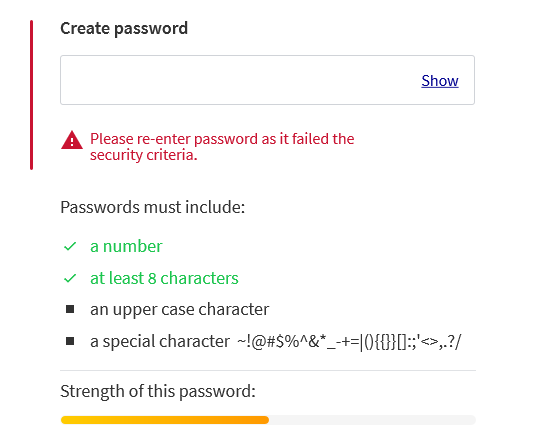 Create password
Show
Please re-enter password as it failed the
security criteria.
Passwords must include:
a number
at least 8 characters
an upper case character
a special character ~!@#$%^&*_-+=|(){{}}[]:;'<>,.?/
Strength of this password: